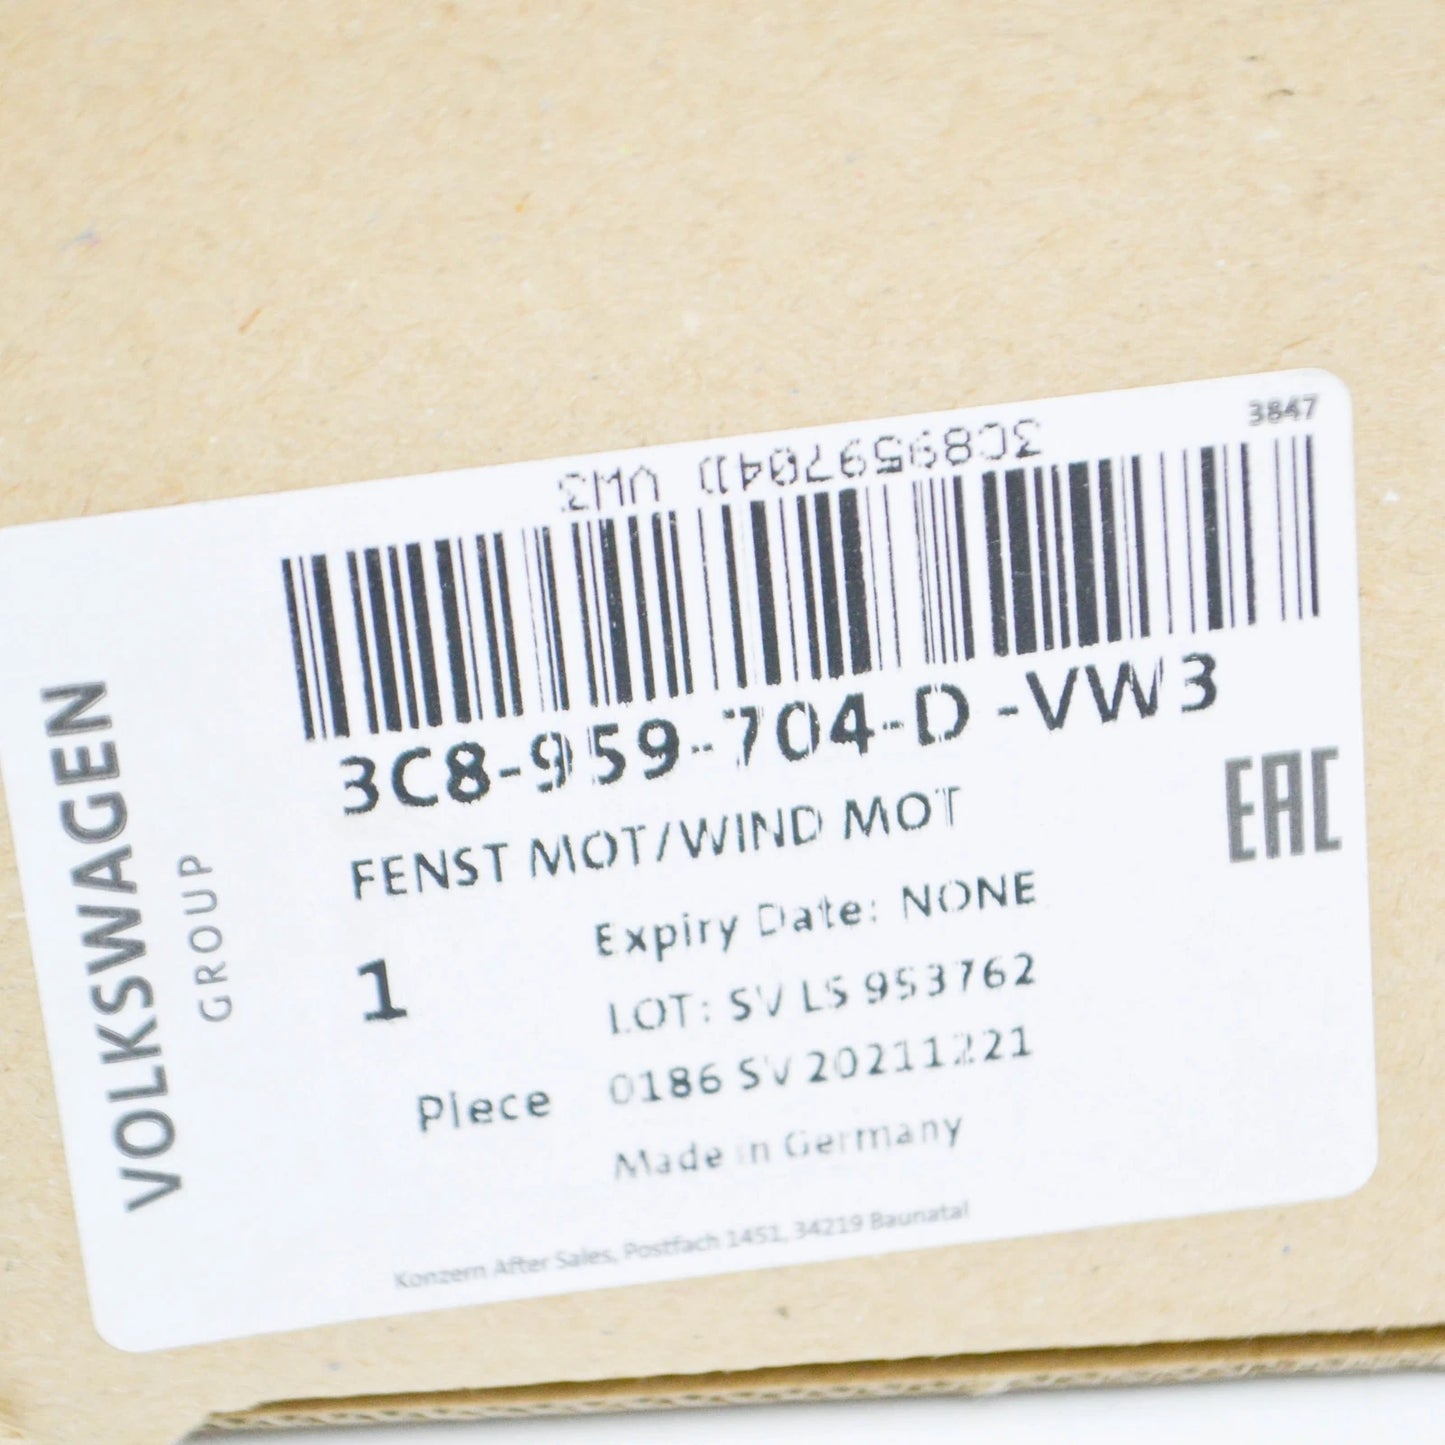 3847
3C8959704D VW3
3C8-959-704-D -VW3
FENST MOT/WIND MOT
EAC
Expiry Date: NONE
1
LOT: SV LS 953762
0186 SV 20211221
Piece
Made in Germany
Konzern After Sales, Postfach 1451, 34219 Baunatal
VOLKSWAGEN
GROUP